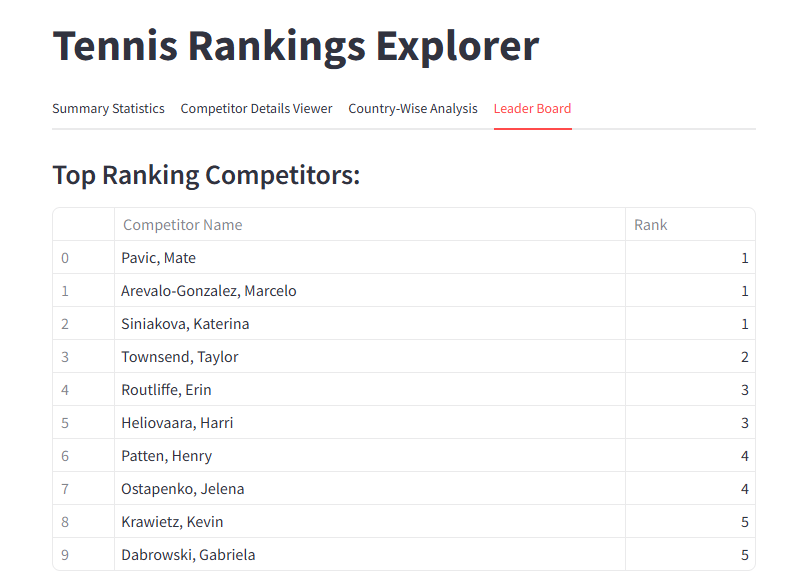 Tennis Rankings Explorer
Summary Statistics Competitor Details Viewer Country-Wise Analysis Leader Board
Top Ranking Competitors:
Competitor Name Rank
0 Pavic, Mate 1
1 Arevalo-Gonzalez, Marcelo 1
2 Siniakova, Katerina 1
3 Townsend, Taylor 2
4 Routliffe, Erin 3
5 Heliovaara, Harri 3
6 Patten, Henry 4
7 Ostapenko, Jelena 4
8 Krawietz, Kevin 5
9 Dabrowski, Gabriela 5